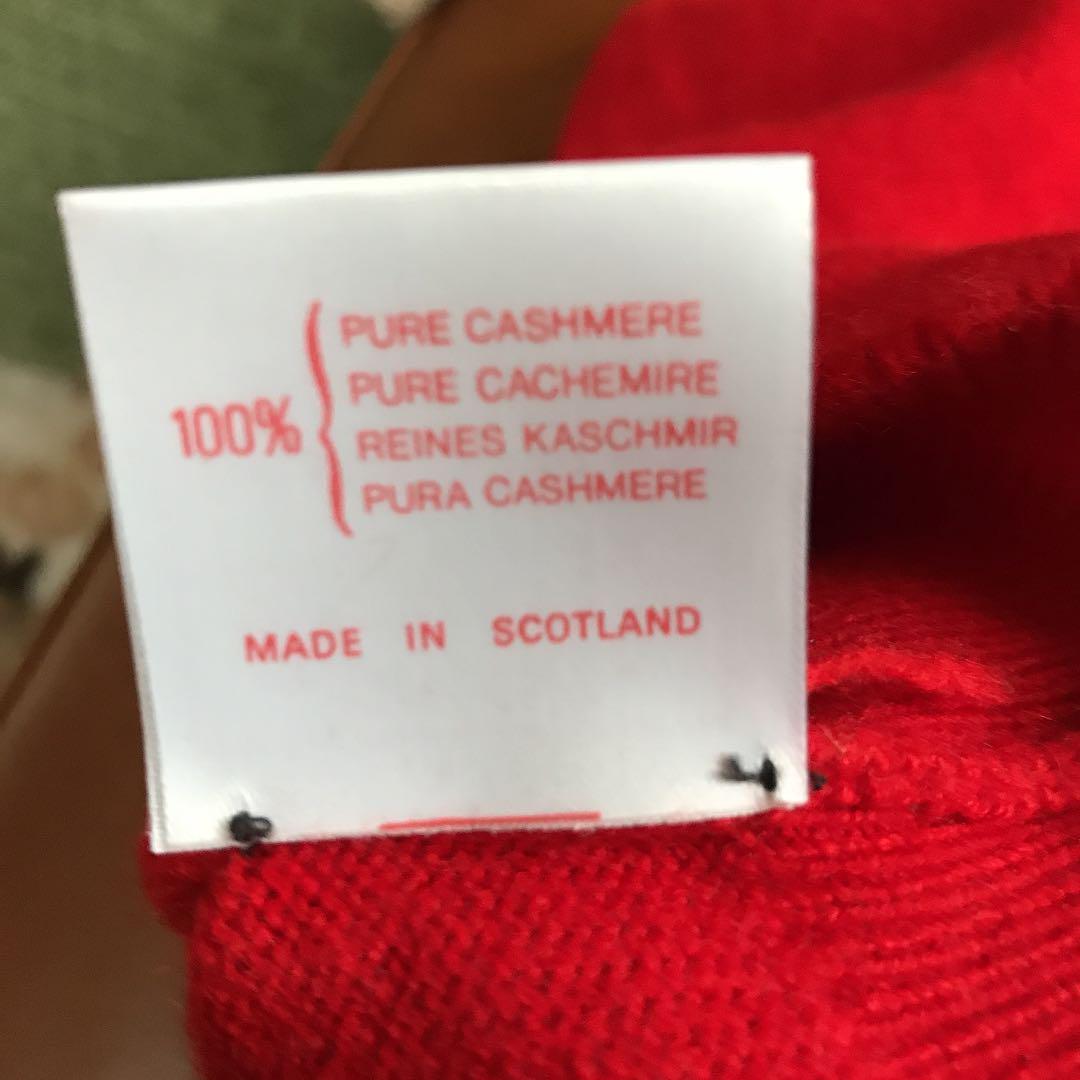 100%
PURE CASHMERE
PURE CACHEMIRE
REINES KASCHMIR
PURA CASHMERE
MADE IN SCOTLAND